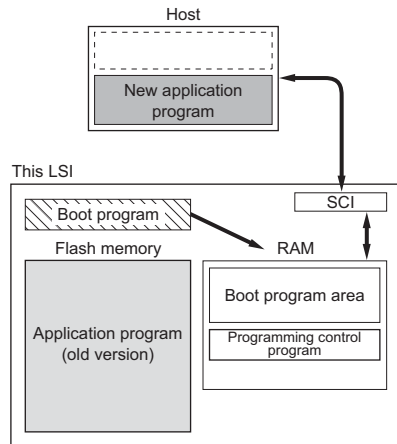 Host
New application
program
This LSI
SCI
Boot program
Flash memory
RAM
Application program
(old version)
Boot program area
Programming control
program